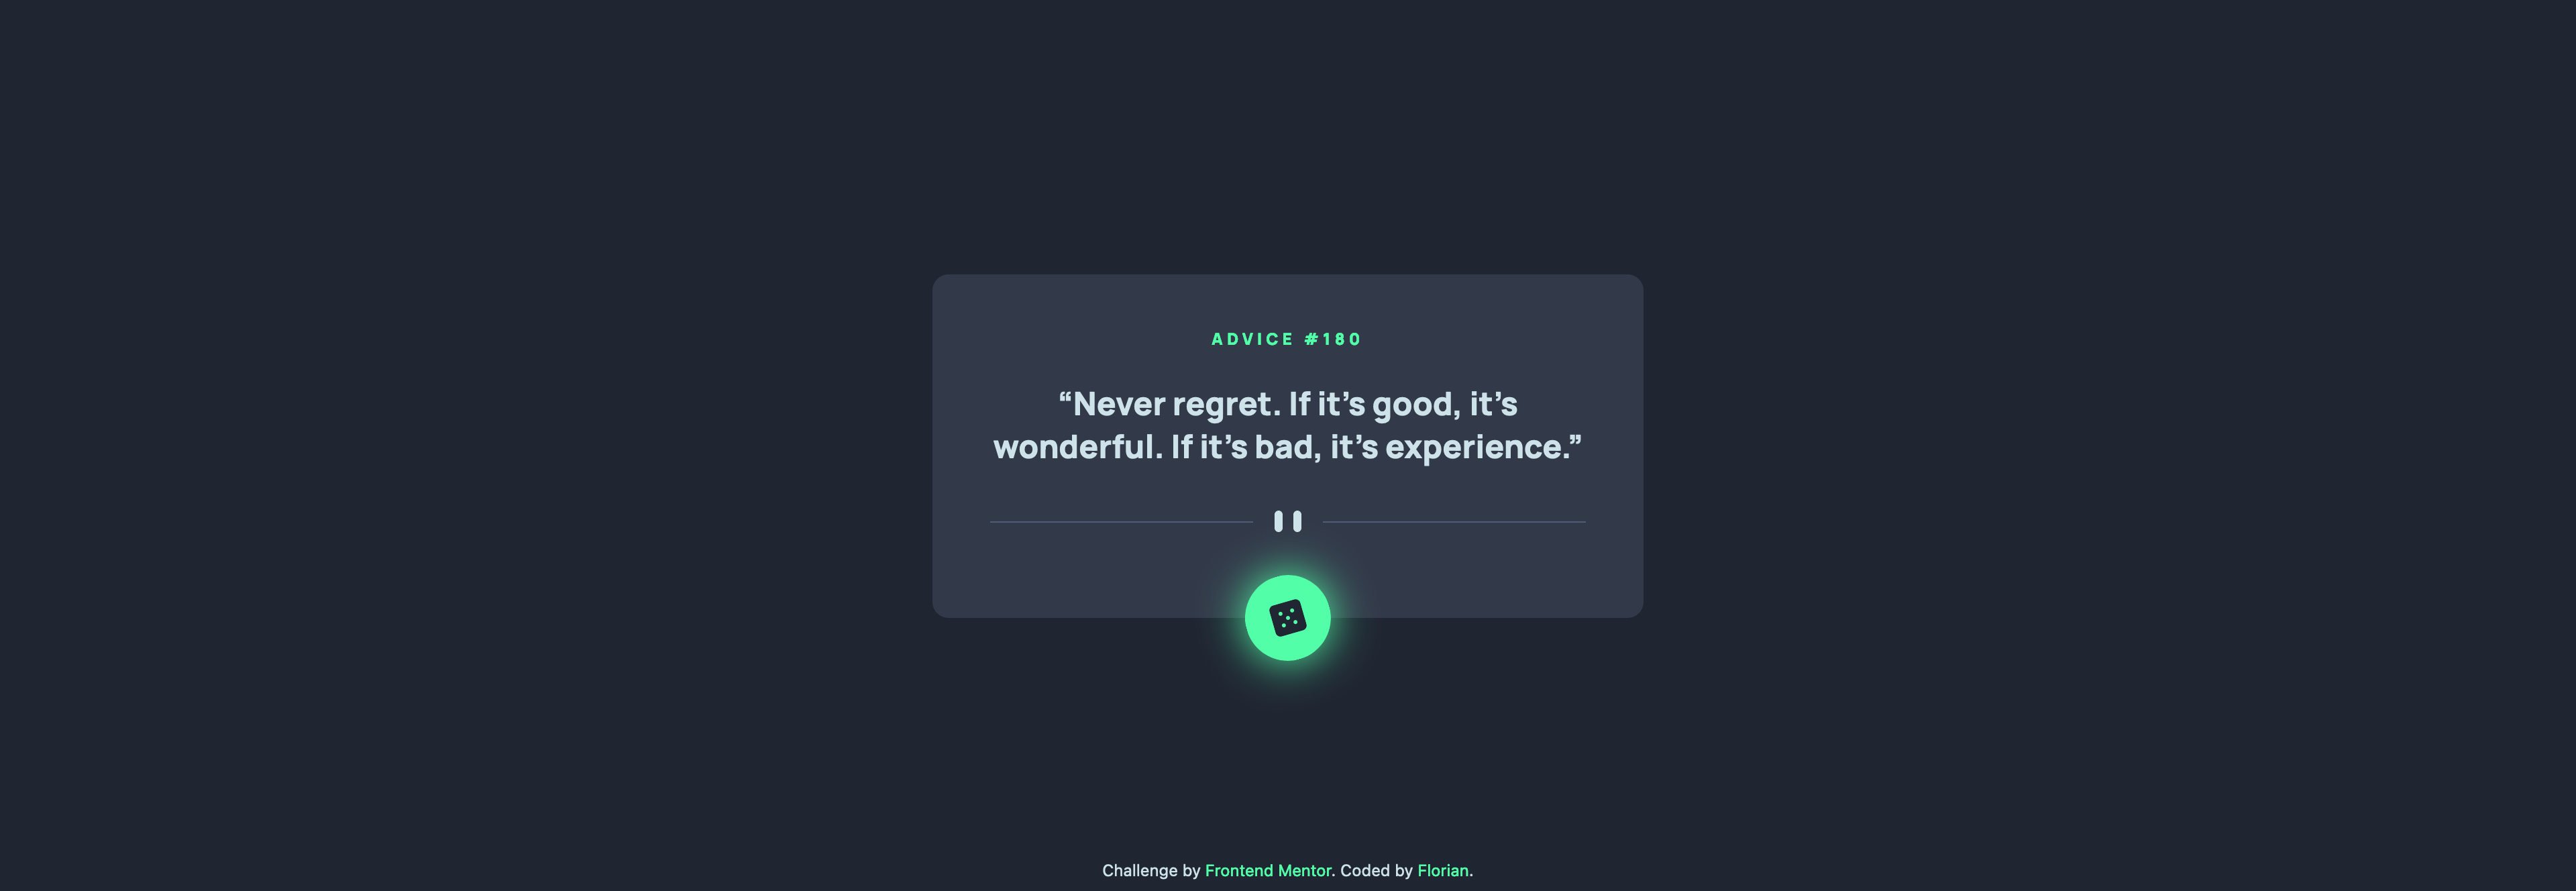 ADVICE #180
“Never regret. If it’s good, it’s
wonderful. If it’s bad, it’s experience.”
Challenge by Frontend Mentor. Coded by Florian.